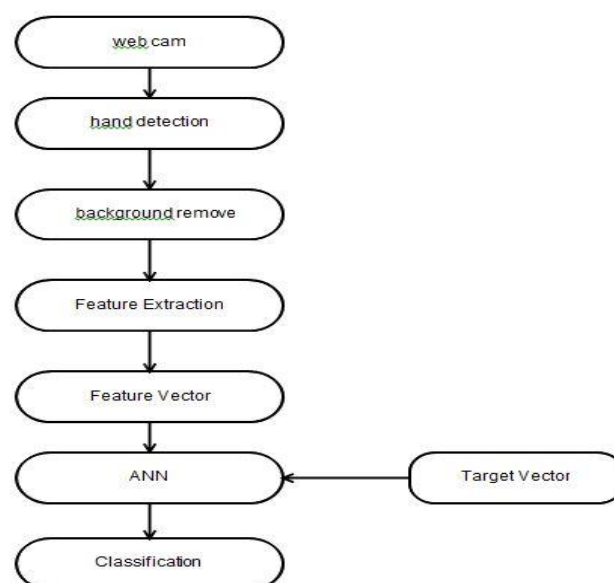 web cam
hand detection
background remove
Feature Extraction
Feature Vector
ANN
Target Vector
Classification